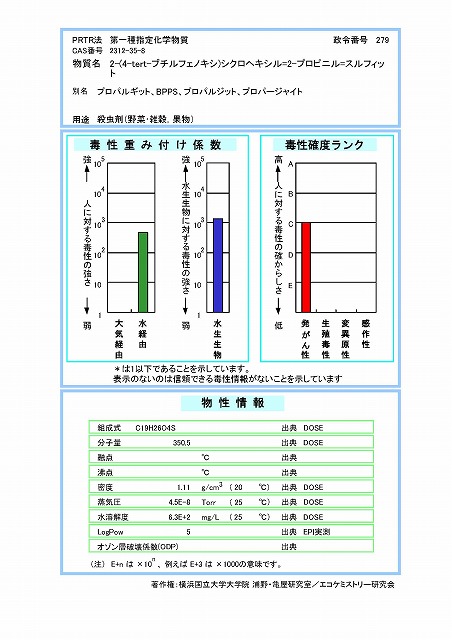 PRTR法 第一種指定化学物質 政令番号 279
CAS番号 2312-35-8
物質名 2-(4-tert-ブチルフェノキシ)シクロヘキシル=2-プロピニル=スルフィッ
ト
別名 プロパルギット、BPPS、プロパルジット、プロパージャイト
用途 殺虫剤(野菜・雑穀、果物)
毒性重み付け係数
強 10⁵ 10⁴ 10³ 10² 10 1
人に対する毒性の強さ
弱
大気経由 水経由
強 10⁵ 10⁴ 10³ 10² 10 1
水生生物に対する毒性の強さ
弱
水生生物
毒性確度ランク
高 A B C D E
人に対する毒性の確からしさ
低
発がん性 生殖毒性 変異原性 感作性
*は1以下であることを示しています。
表示のないのは信頼できる毒性情報がないことを示しています
物性情報
組成式 C19H26O4S 出典 DOSE
分子量 350.5 出典 DOSE
融点 ℃ 出典
沸点 ℃ 出典
密度 1.11 g/cm³ (20 ℃) 出典 DOSE
蒸気圧 4.5E-8 Torr (25 ℃) 出典 DOSE
水溶解度 6.3E+2 mg/L (25 ℃) 出典 DOSE
LogPow 5 出典 EPI実測
オゾン層破壊係数(ODP) 出典
(注) E+n は ×10ⁿ、例えば E+3 は ×1000の意味です。
著作権:横浜国立大学大学院 浦野・亀屋研究室/エコケミストリー研究会